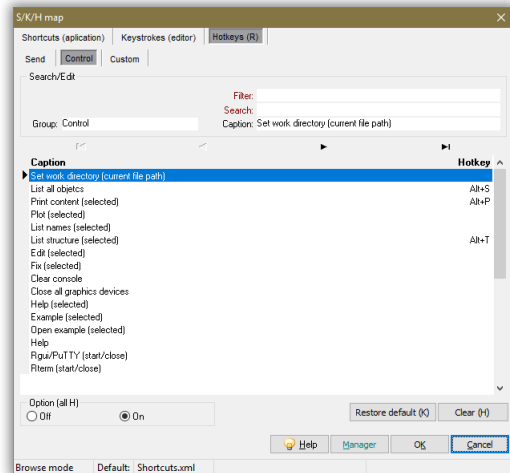 S/K/H map
Shortcuts (aplication) Keystrokes (editor) Hotkeys (R)
Send Control Custom
Search/Edit
Filter:
Search:
Group: Control Caption: Set work directory (current file path)
Caption Hotkey
Set work directory (current file path)
List all objetcs Alt+S
Print content (selected) Alt+P
Plot (selected)
List names (selected)
List structure (selected) Alt+T
Edit (selected)
Fix (selected)
Clear console
Close all graphics devices
Help (selected)
Example (selected)
Open example (selected)
Help
Rgui/PuTTY (start/close)
Rterm (start/close)
Option (all H)
Off On Restore default (K) Clear (H)
Help Manager OK Cancel
Browse mode Default: Shortcuts.xml